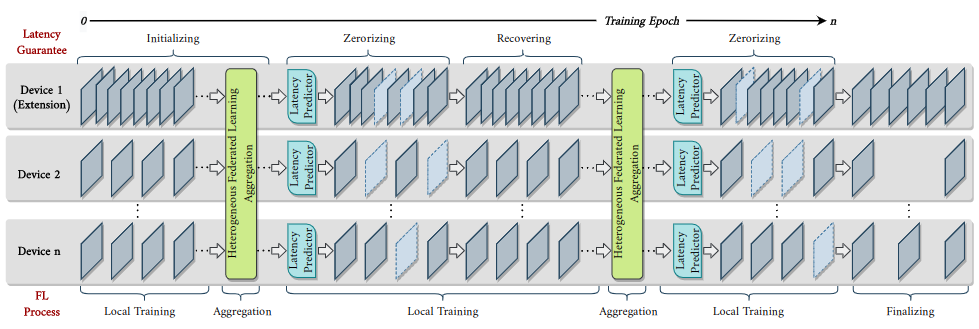 0 Training Epoch n
Latency
Guarantee
Initializing Zerorizing Recovering Zerorizing
Device 1
(Extension)
Latency
Predictor
Latency
Predictor
Device 2
Latency
Predictor
Latency
Predictor
Heterogeneous Federated Learning
Aggregation
Heterogeneous Federated Learning
Aggregation
Device n
Latency
Predictor
Latency
Predictor
FL
Process
Local Training Aggregation Local Training Aggregation Local Training Finalizing